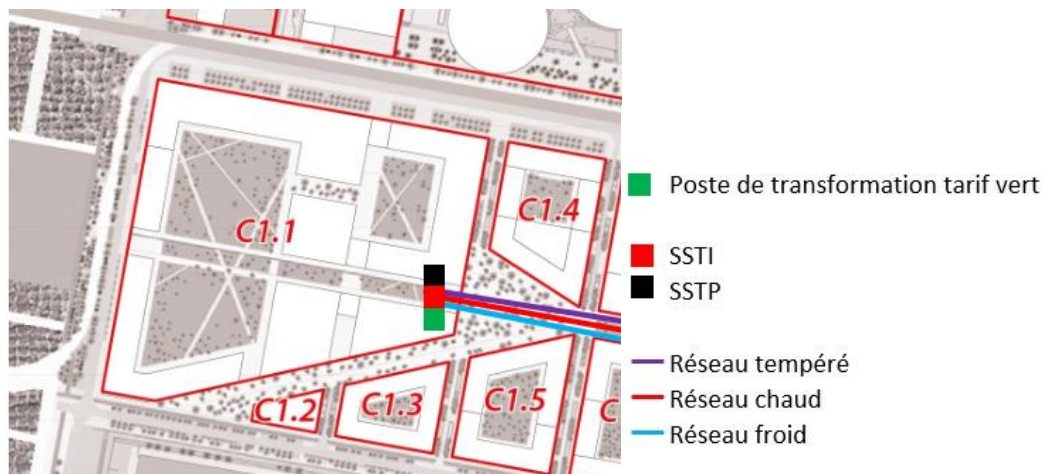 C1.4
C1.1
C1.2
C1.3
C1.5
C
Poste de transformation tarif vert
SSTI
SSTP
Réseau tempéré
Réseau chaud
Réseau froid